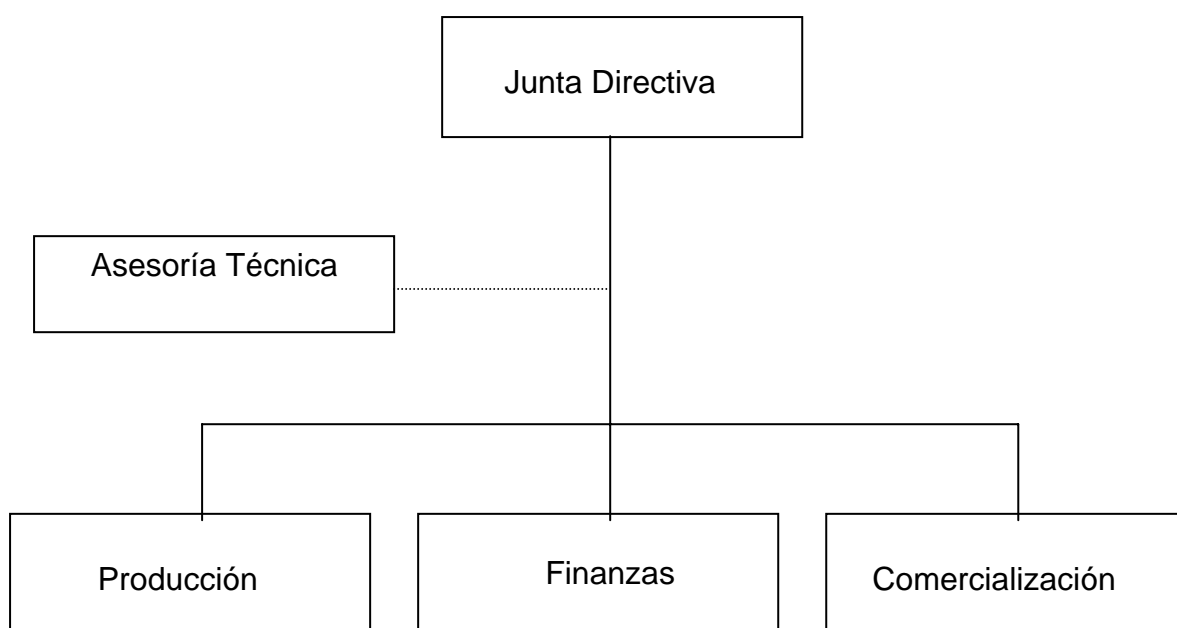 Junta Directiva
Asesoría Técnica
Producción
Finanzas
Comercialización